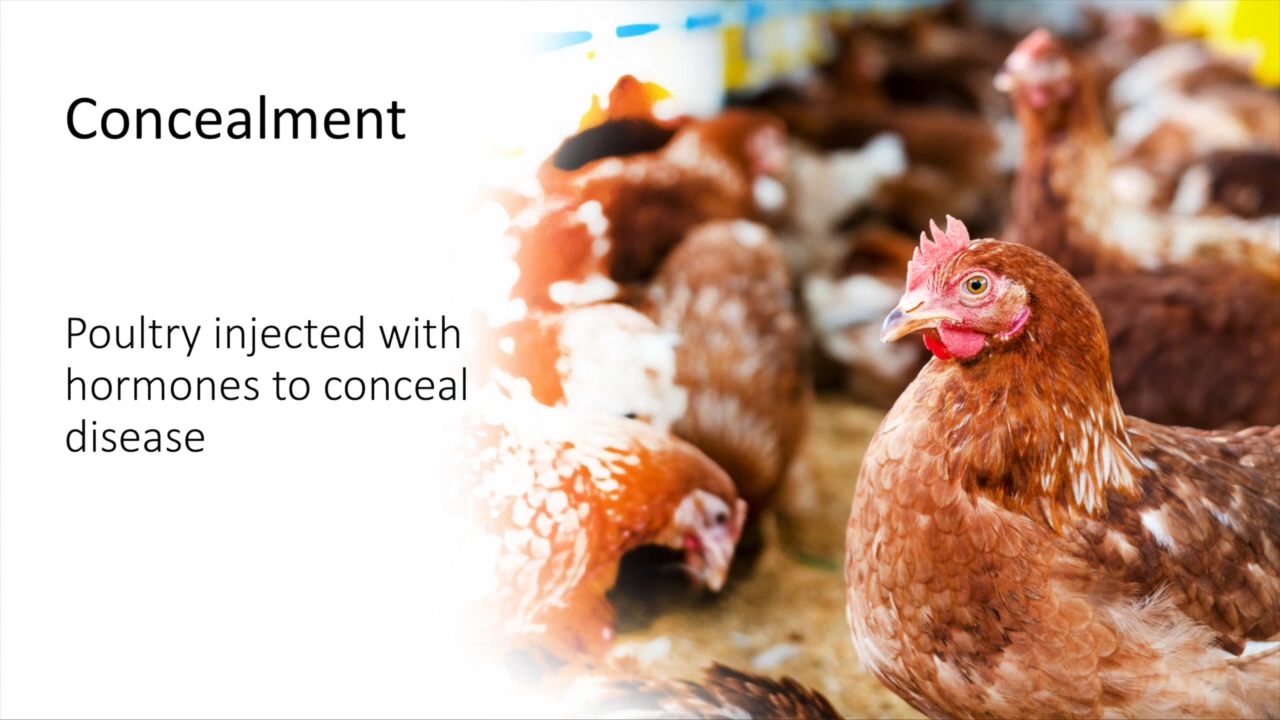 Concealment
Poultry injected with
hormones to conceal
disease